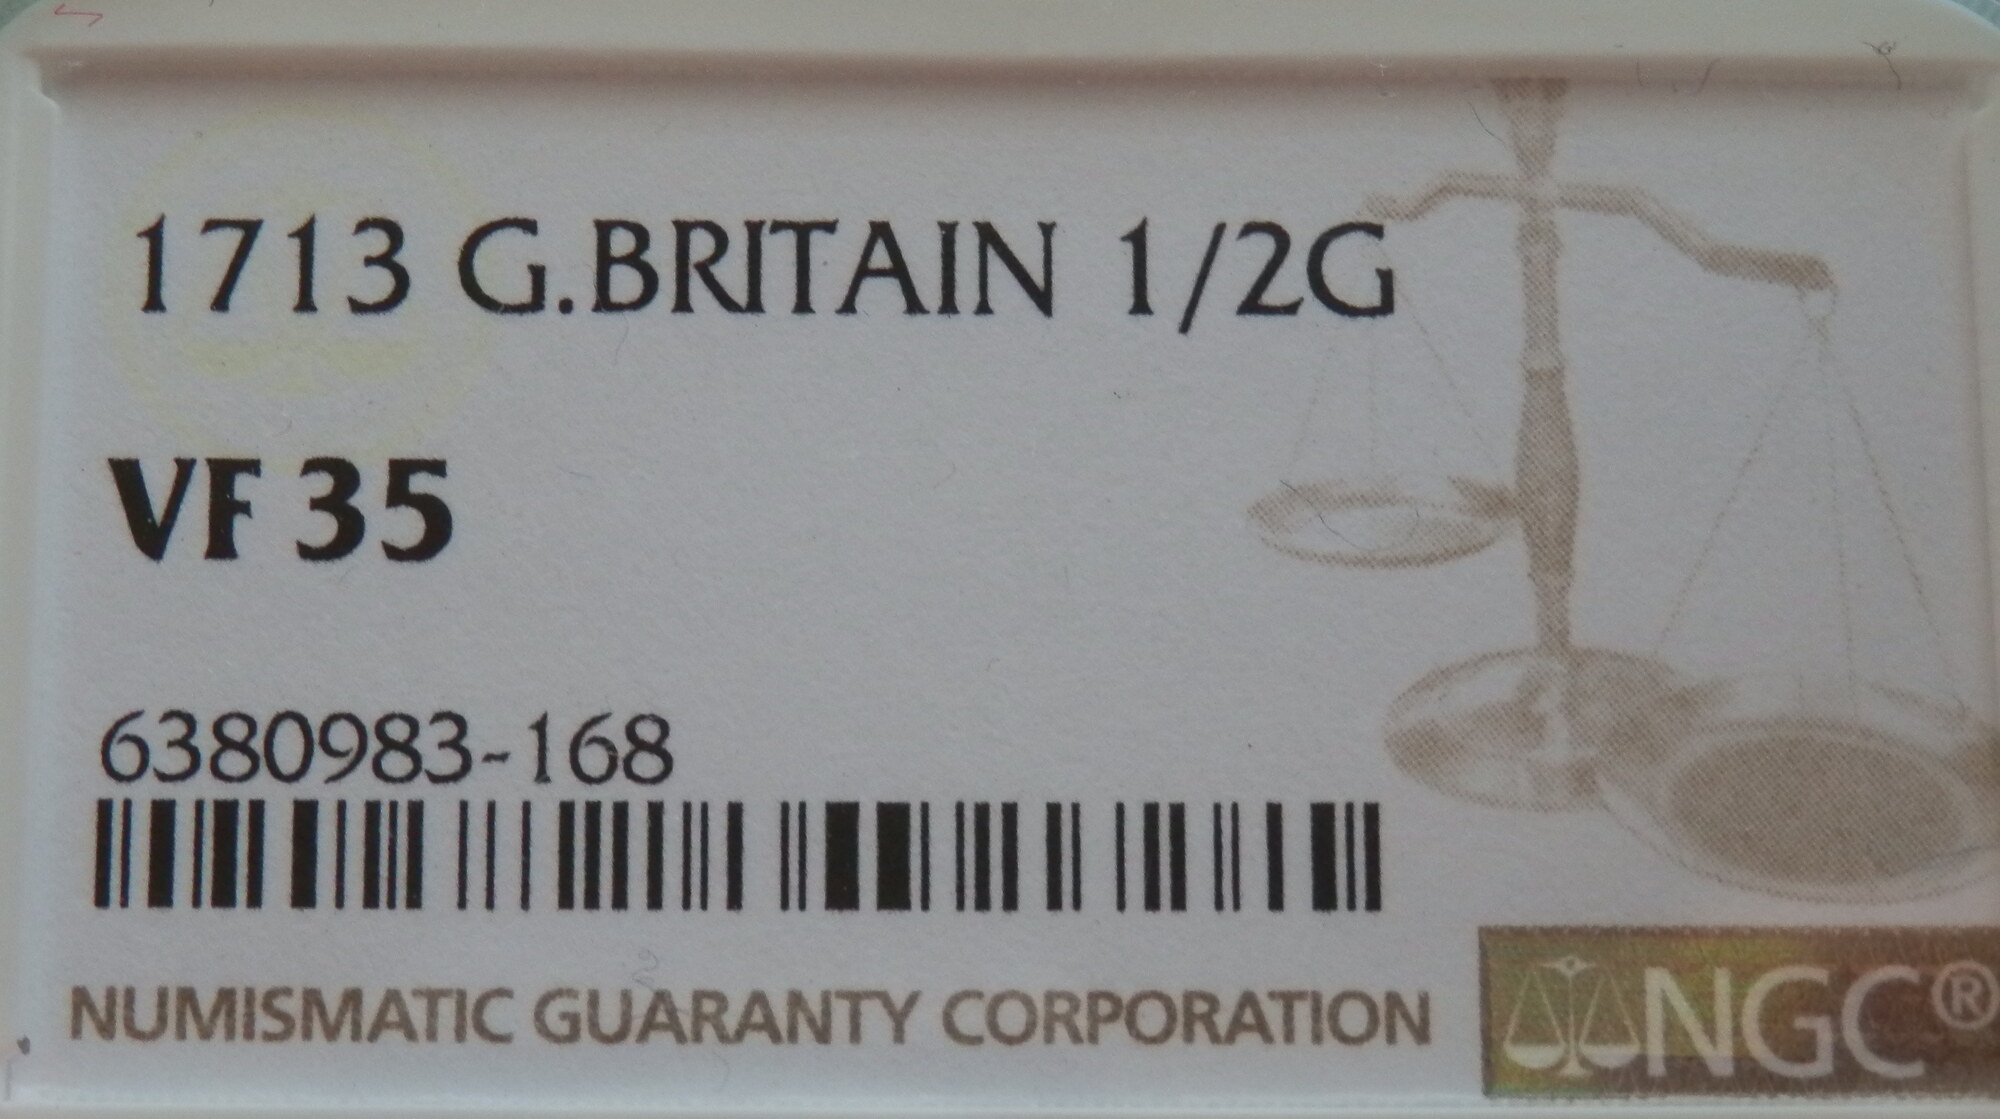 1713 G.BRITAIN 1/2G
VF 35
6380983-168
NUMISMATIC GUARANTY CORPORATION
NGC®